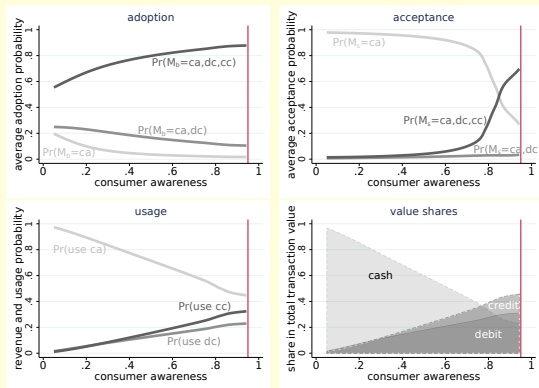 adoption
average adoption probability
0 .2 .4 .6 .8 1
Pr(M_b=ca,dc,cc)
Pr(M_b=ca,dc)
Pr(M_b=ca)
0 .2 .4 .6 .8 1
consumer awareness
acceptance
average acceptance probability
0 .2 .4 .6 .8 1
Pr(M_s=ca)
Pr(M_s=ca,dc,cc)
Pr(M_s=ca,dc
0 .2 .4 .6 .8 1
consumer awareness
usage
revenue and usage probability
0 .2 .4 .6 .8 1
Pr(use ca)
Pr(use cc)
Pr(use dc)
0 .2 .4 .6 .8 1
consumer awareness
value shares
share in total transaction value
0 .2 .4 .6 .8 1
cash
credit
debit
0 .2 .4 .6 .8 1
consumer awareness